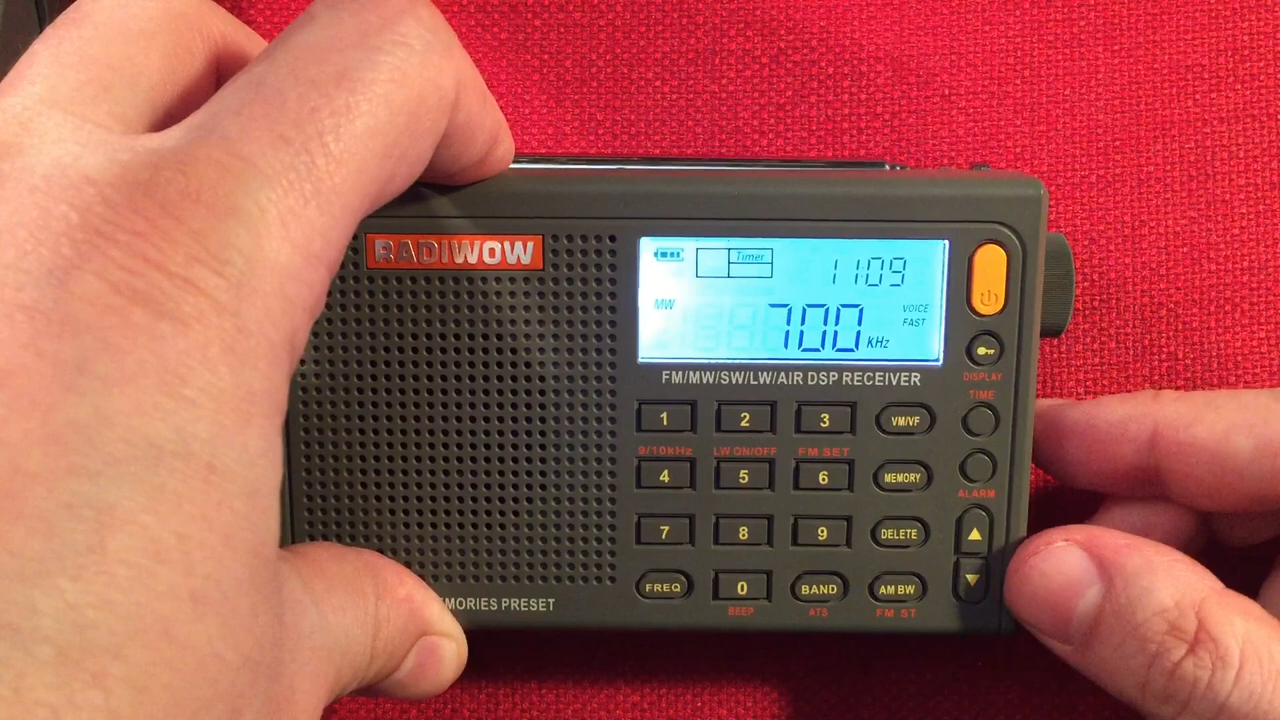 RADIWOW
Timer
11:09
MW
700 kHz
VOICE
FAST
FM/MW/SW/LW/AIR DSP RECEIVER
DISPLAY
1 2 3 VM/VF
TIME
9/10kHz LW ON/OFF FM SET
4 5 6 MEMORY
ALARM
7 8 9 DELETE
FREQ 0 BAND AM BW
BEEP ATS FM ST
PRESET